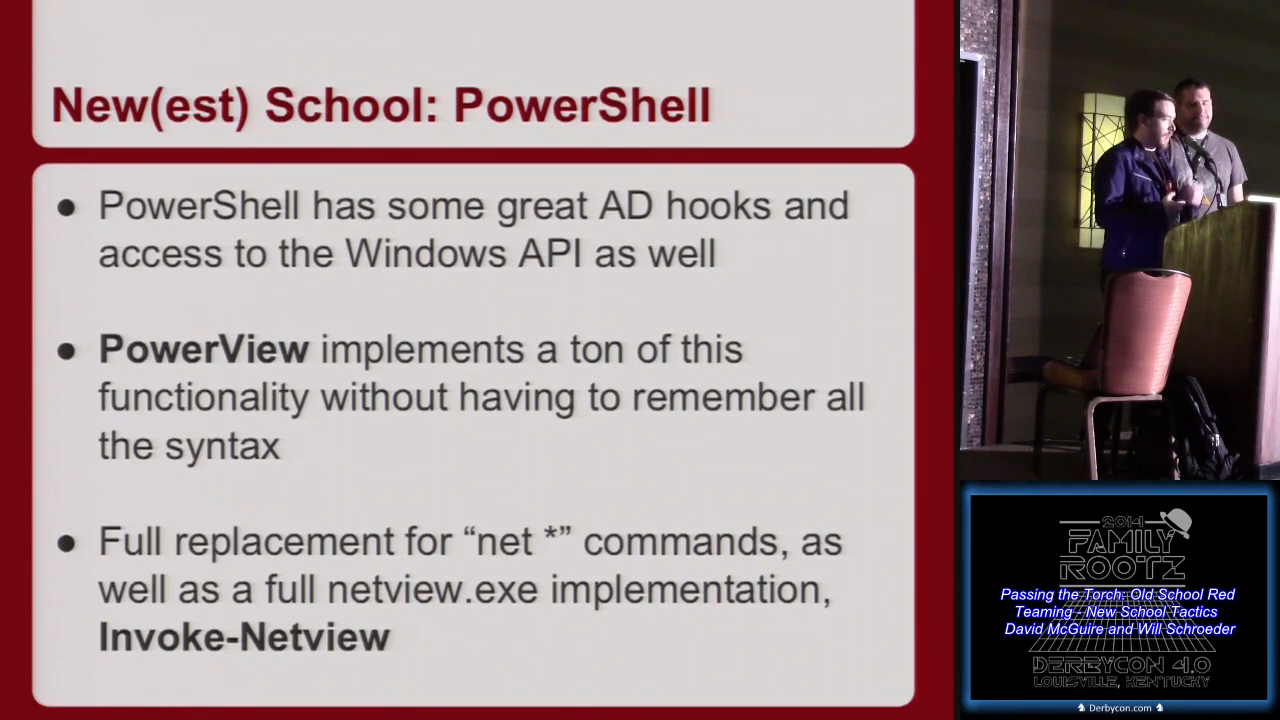 New(est) School: PowerShell
● PowerShell has some great AD hooks and
access to the Windows API as well
● PowerView implements a ton of this
functionality without having to remember all
the syntax
● Full replacement for “net *” commands, as
well as a full netview.exe implementation,
Invoke-Netview
2014
FAMILY
ROOTZ
Passing the Torch: Old School Red
Teaming - New School Tactics
David McGuire and Will Schroeder
DERBYCON 4.0
LOUISVILLE, KENTUCKY
Derbycon.com